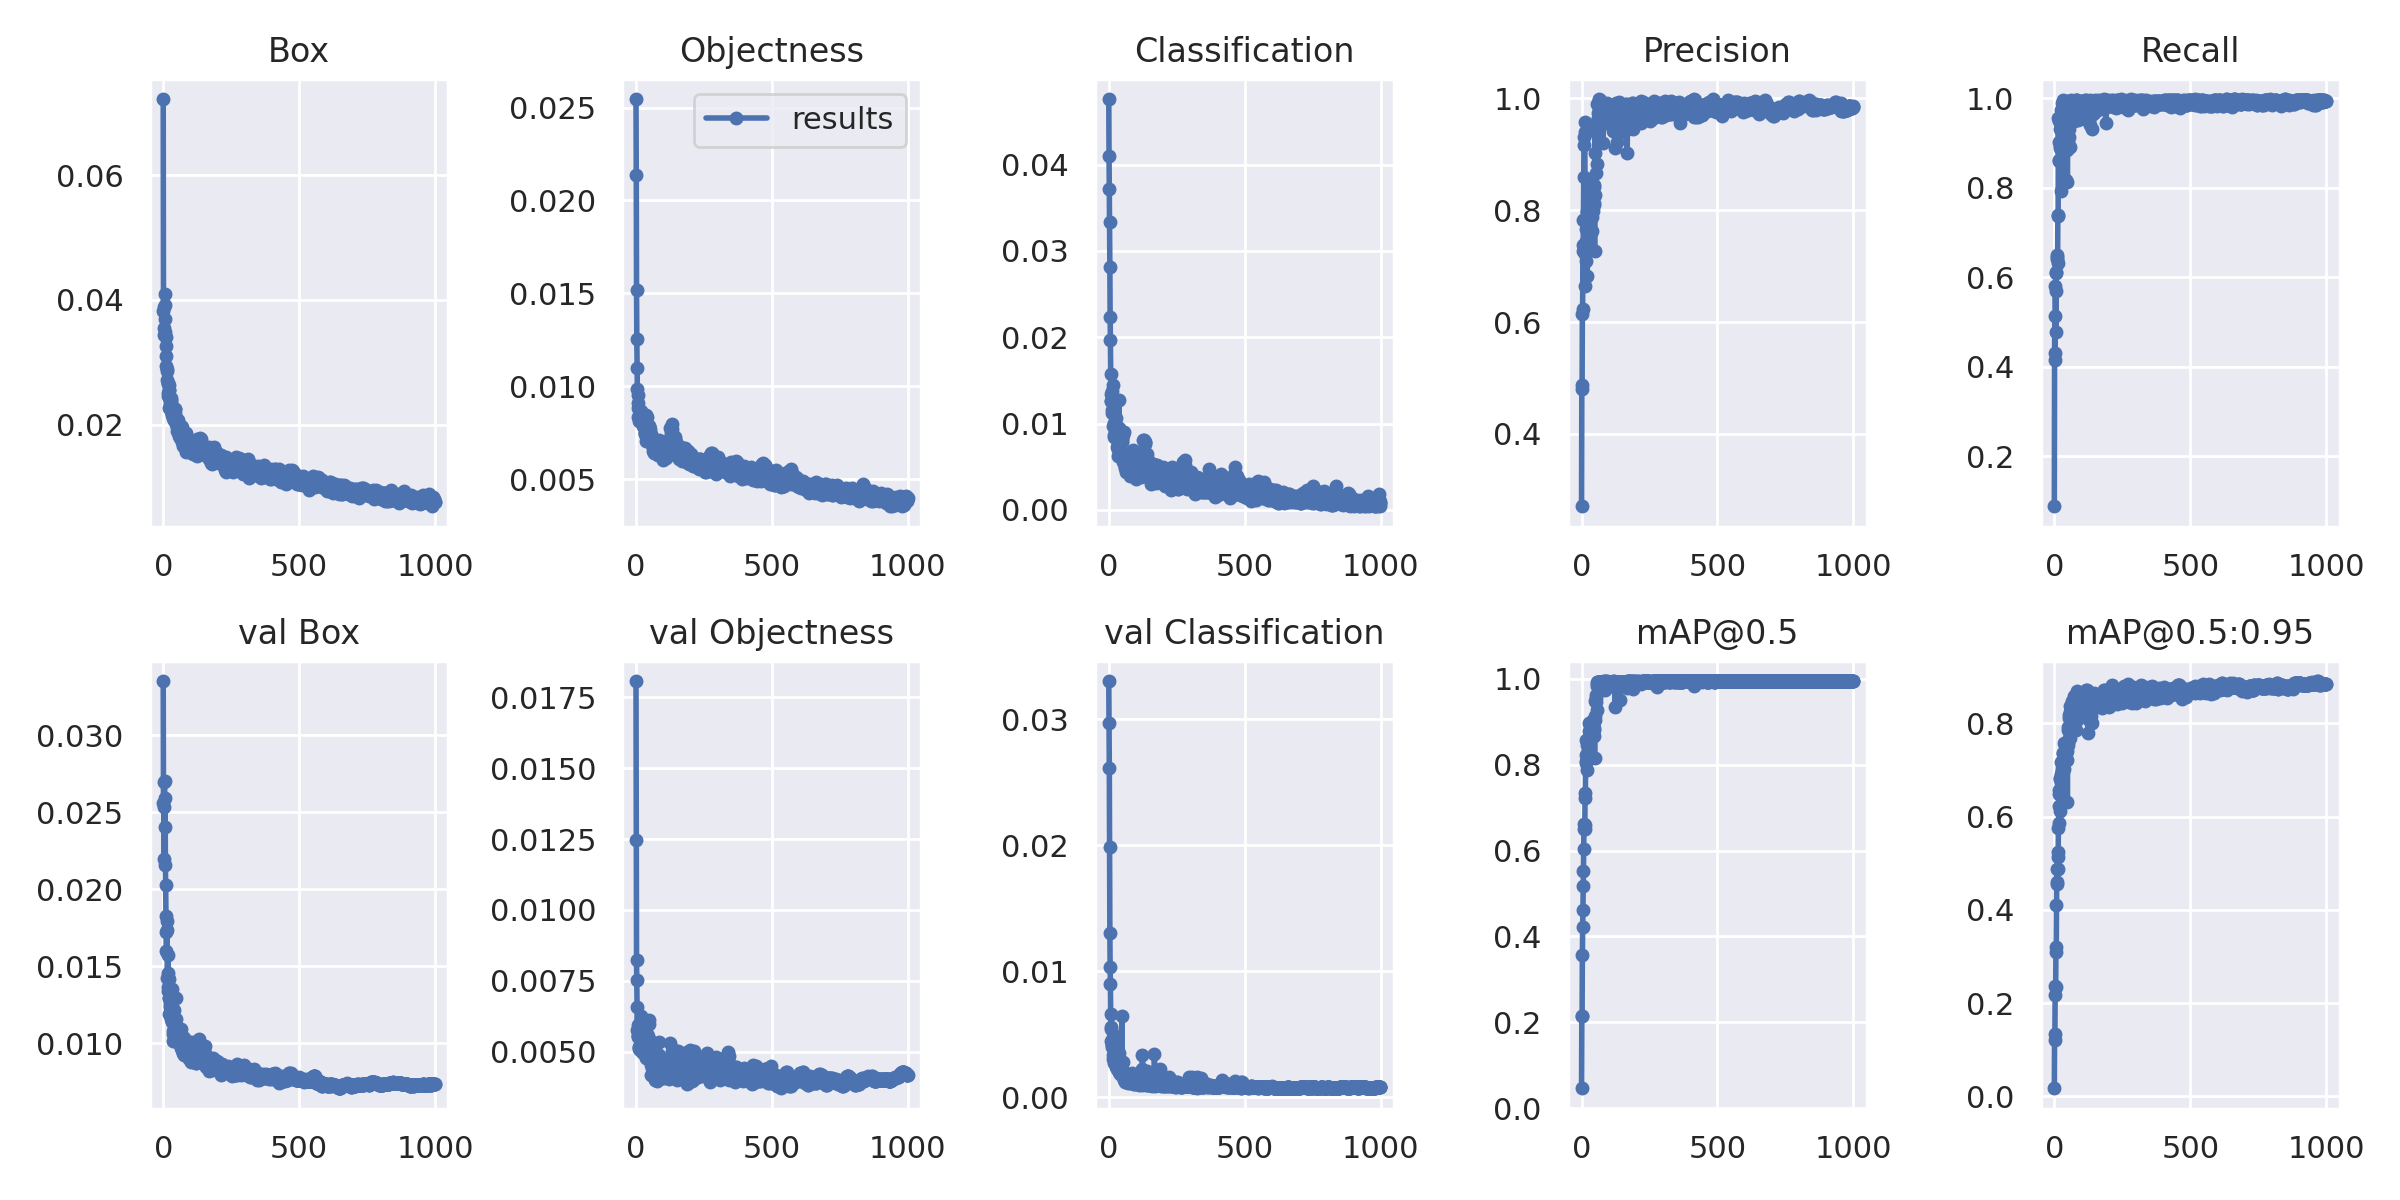 Box
Objectness
Classification
Precision
Recall
0.06
0.04
0.02
0 500 1000
results
0.025
0.020
0.015
0.010
0.005
0 500 1000
0.04
0.03
0.02
0.01
0.00
0 500 1000
1.0
0.8
0.6
0.4
0 500 1000
1.0
0.8
0.6
0.4
0.2
0 500 1000
val Box
val Objectness
val Classification
mAP@0.5
mAP@0.5:0.95
0.030
0.025
0.020
0.015
0.010
0 500 1000
0.0175
0.0150
0.0125
0.0100
0.0075
0.0050
0 500 1000
0.03
0.02
0.01
0.00
0 500 1000
1.0
0.8
0.6
0.4
0.2
0.0
0 500 1000
0.8
0.6
0.4
0.2
0.0
0 500 1000